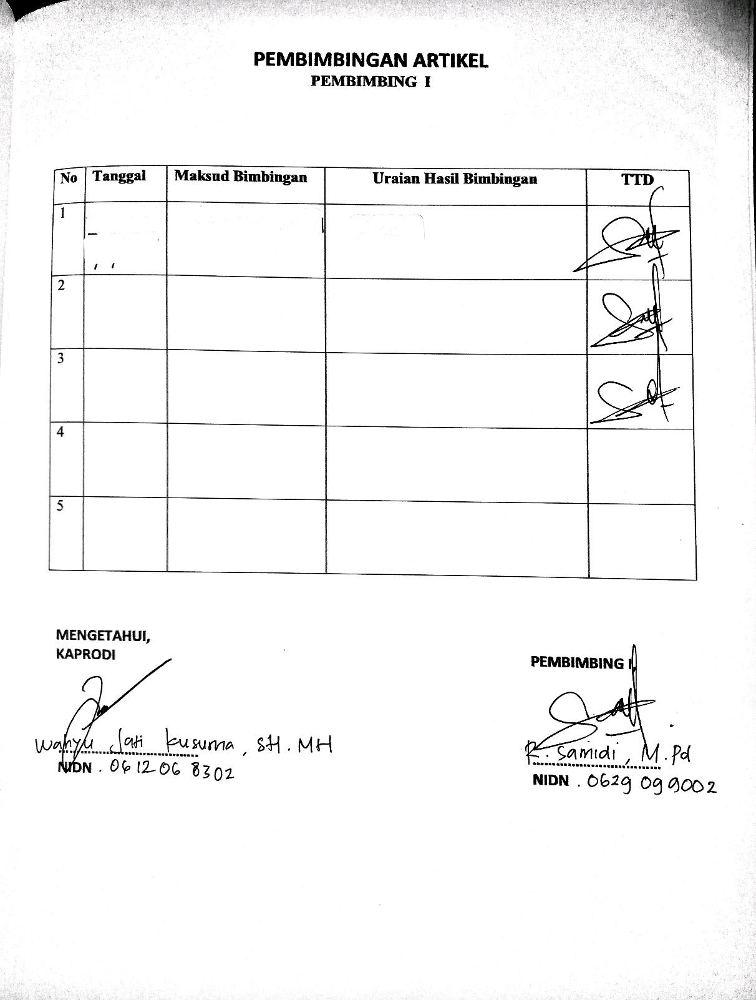 PEMBIMBINGAN ARTIKEL
PEMBIMBING I
No Tanggal Maksud Bimbingan Uraian Hasil Bimbingan TTD
1
2
3
4
5
MENGETAHUI,
KAPRODI
PEMBIMBING I
Wahyu Jati Kusuma, SH. MH
NIDN . 0612068302
R. Samidi, M.Pd
NIDN . 0629099002